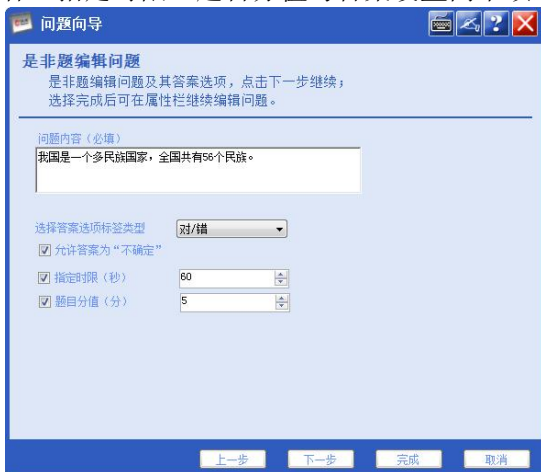 问题向导
是非题编辑问题
是非题编辑问题及其答案选项，点击下一步继续；
选择完成后可在属性栏继续编辑问题。
问题内容（必填）
我国是一个多民族国家，全国共有56个民族。
选择答案选项标签类型 对/错
允许答案为“不确定”
指定时限（秒） 60
题目分值（分） 5
上一步 下一步 完成 取消